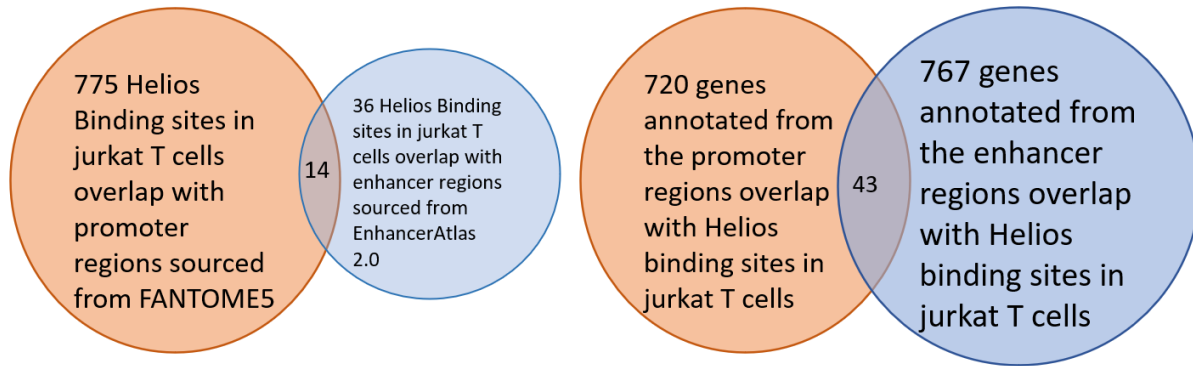 775 Helios
Binding sites in
jurkat T cells
overlap with
promoter
regions sourced
from FANTOME5
14
36 Helios Binding
sites in jurkat T
cells overlap with
enhancer regions
sourced from
EnhancerAtlas
2.0
720 genes
annotated from
the promoter
regions overlap
with Helios
binding sites in
jurkat T cells
43
767 genes
annotated from
the enhancer
regions overlap
with Helios
binding sites in
jurkat T cells